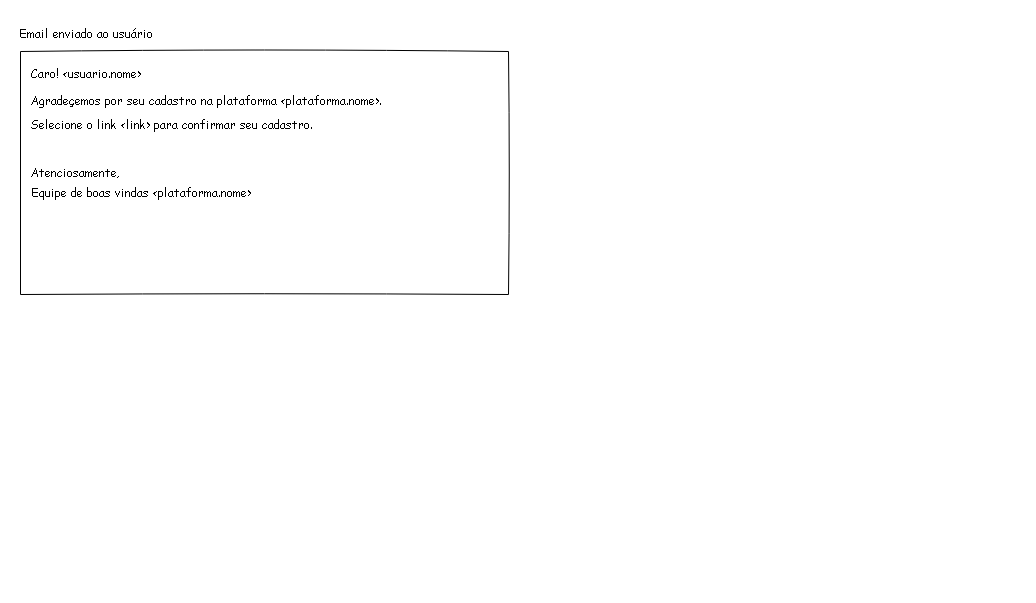 Email enviado ao usuário
Caro! <usuario.nome>
Agradeçemos por seu cadastro na plataforma <plataforma.nome>.
Selecione o link <link> para confirmar seu cadastro.
Atenciosamente,
Equipe de boas vindas <plataforma.nome>